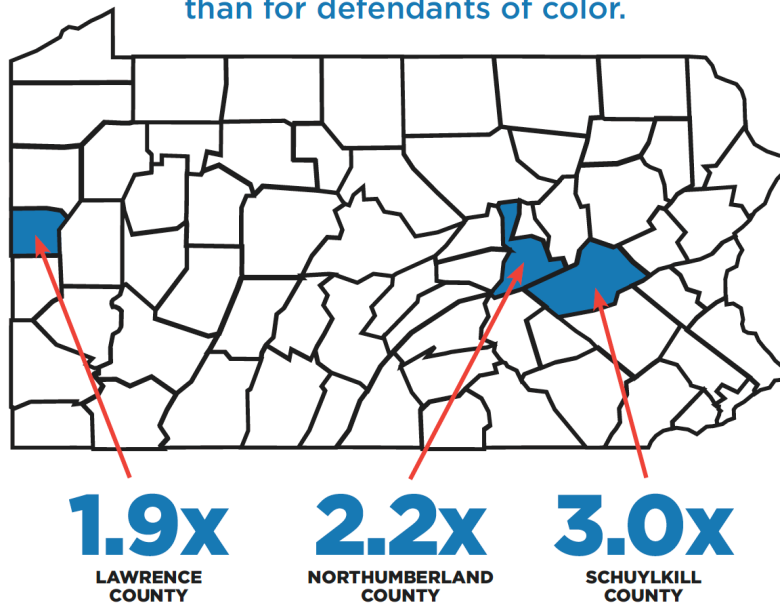 than for defendants of color.
1.9x
LAWRENCE
COUNTY
2.2x
NORTHUMBERLAND
COUNTY
3.0x
SCHUYLKILL
COUNTY